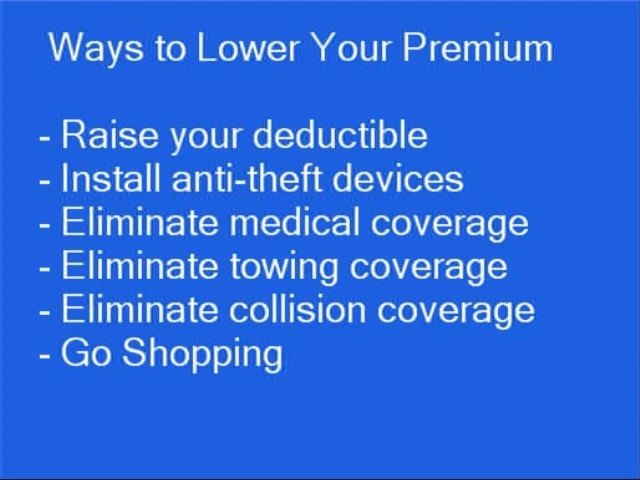 Ways to Lower Your Premium
- Raise your deductible
- Install anti-theft devices
- Eliminate medical coverage
- Eliminate towing coverage
- Eliminate collision coverage
- Go Shopping